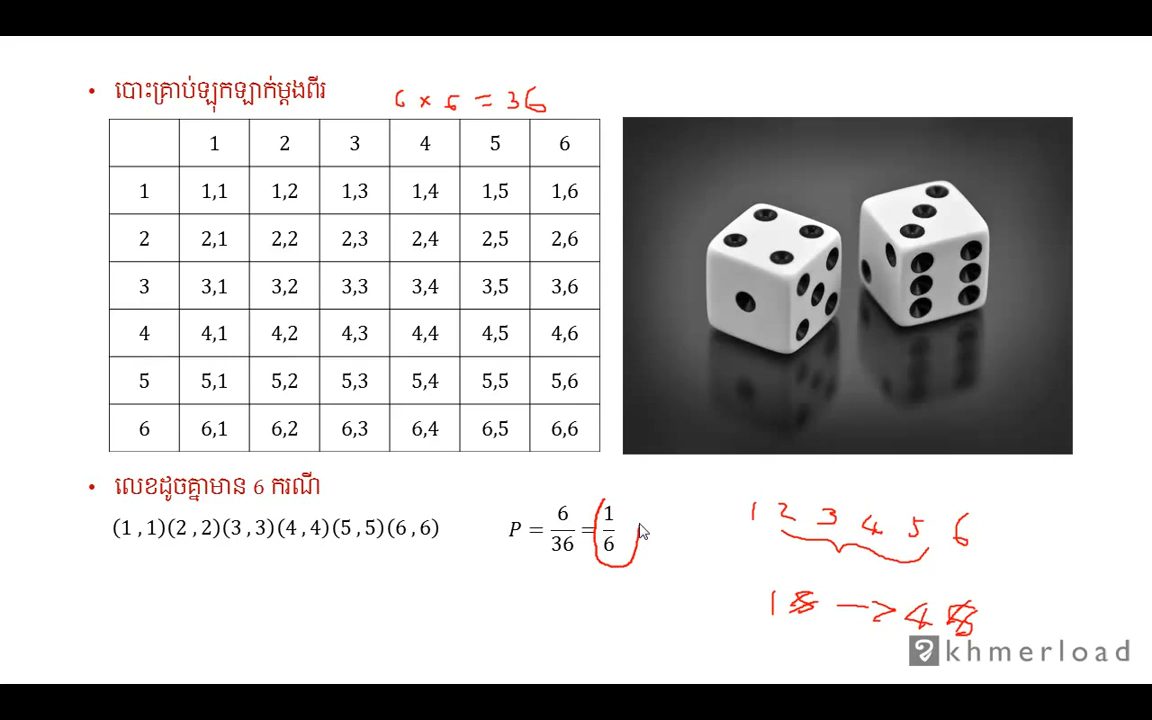 • បោះគ្រាប់ឡុកឡាក់ម្តងពីរ
6 × 6 = 36
1 2 3 4 5 6
1 1,1 1,2 1,3 1,4 1,5 1,6
2 2,1 2,2 2,3 2,4 2,5 2,6
3 3,1 3,2 3,3 3,4 3,5 3,6
4 4,1 4,2 4,3 4,4 4,5 4,6
5 5,1 5,2 5,3 5,4 5,5 5,6
6 6,1 6,2 6,3 6,4 6,5 6,6
• លេខដូចគ្នាមាន 6 ករណី
(1 , 1)(2 , 2)(3 , 3)(4 , 4)(5 , 5)(6 , 6)
P = 6/36 = 1/6
1 2 3 4 5 6
khmerload